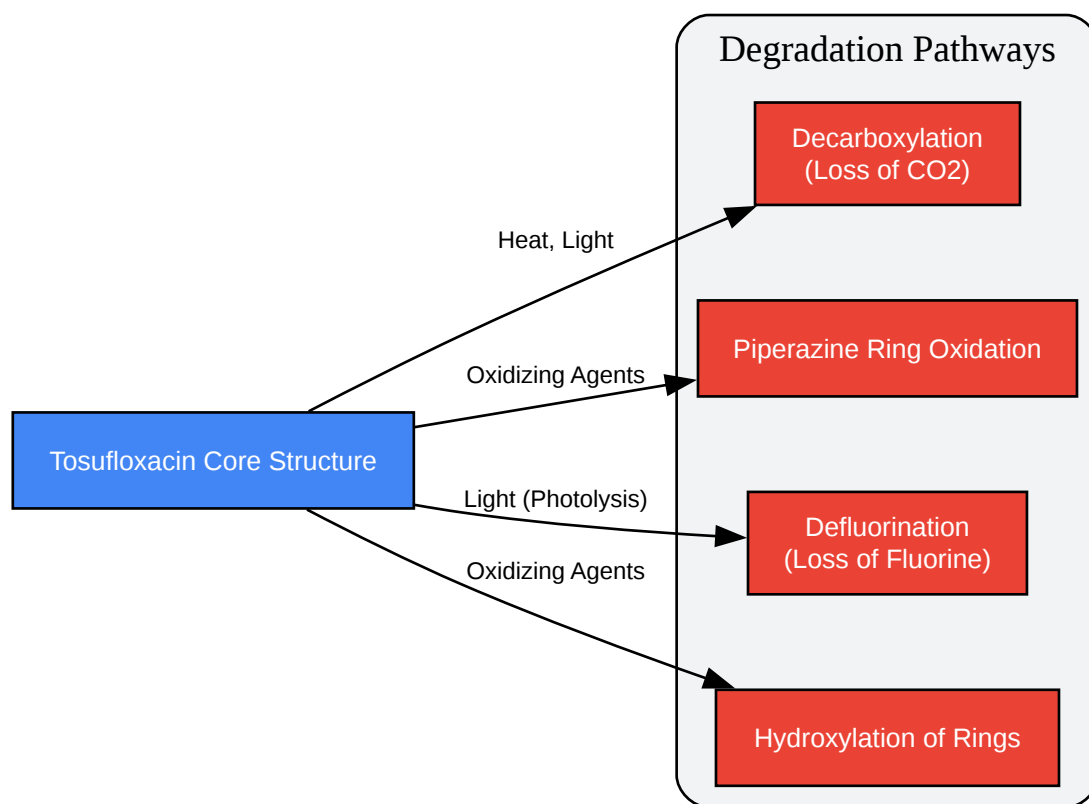 Degradation Pathways
Decarboxylation
(Loss of CO2)
Heat, Light
Piperazine Ring Oxidation
Oxidizing Agents
Tosufloxacin Core Structure
Light (Photolysis)
Defluorination
(Loss of Fluorine)
Oxidizing Agents
Hydroxylation of Rings